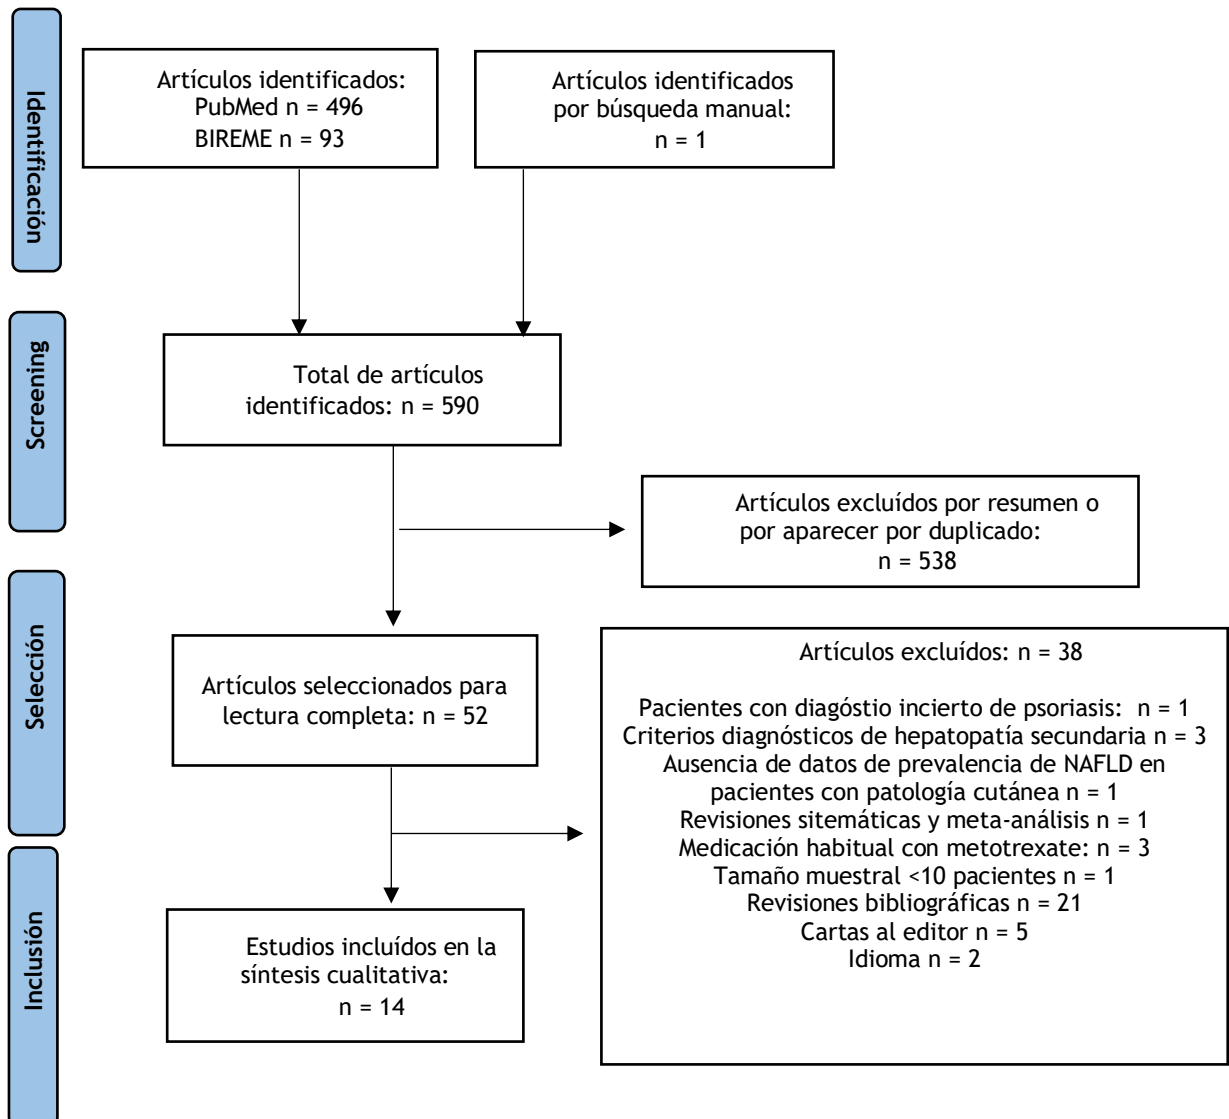 Identificación
Artículos identificados:
PubMed n = 496
BIREME n = 93
Artículos identificados
por búsqueda manual:
n = 1
Screening
Total de artículos
identificados: n = 590
Artículos excluídos por resumen o
por aparecer por duplicado:
n = 538
Selección
Artículos seleccionados para
lectura completa: n = 52
Artículos excluídos: n = 38
Pacientes con diagóstio incierto de psoriasis: n = 1
Criterios diagnósticos de hepatopatía secundaria n = 3
Ausencia de datos de prevalencia de NAFLD en
pacientes con patología cutánea n = 1
Revisiones sitemáticas y meta-análisis n = 1
Medicación habitual con metotrexate: n = 3
Tamaño muestral <10 pacientes n = 1
Revisiones bibliográficas n = 21
Cartas al editor n = 5
Idioma n = 2
Inclusión
Estudios incluídos en la
síntesis cualitativa:
n = 14